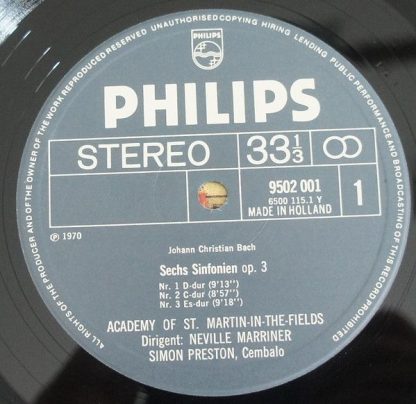 ALL RIGHTS OF THE PRODUCER AND OF THE OWNER OF THE WORK REPRODUCED RESERVED UNAUTHORISED COPYING HIRING LENDING PUBLIC PERFORMANCE AND BROADCASTING OF THIS RECORD PROHIBITED
PHILIPS
PHILIPS
STEREO 33 1/3
9502 001
6500 115.1 Y
MADE IN HOLLAND
1
℗ 1970
Johann Christian Bach
Sechs Sinfonien op. 3
Nr. 1 D-dur (9'13'')
Nr. 2 C-dur (8'57'')
Nr. 3 Es-dur (9'18'')
ACADEMY OF ST. MARTIN-IN-THE-FIELDS
Dirigent: NEVILLE MARRINER
SIMON PRESTON, Cembalo